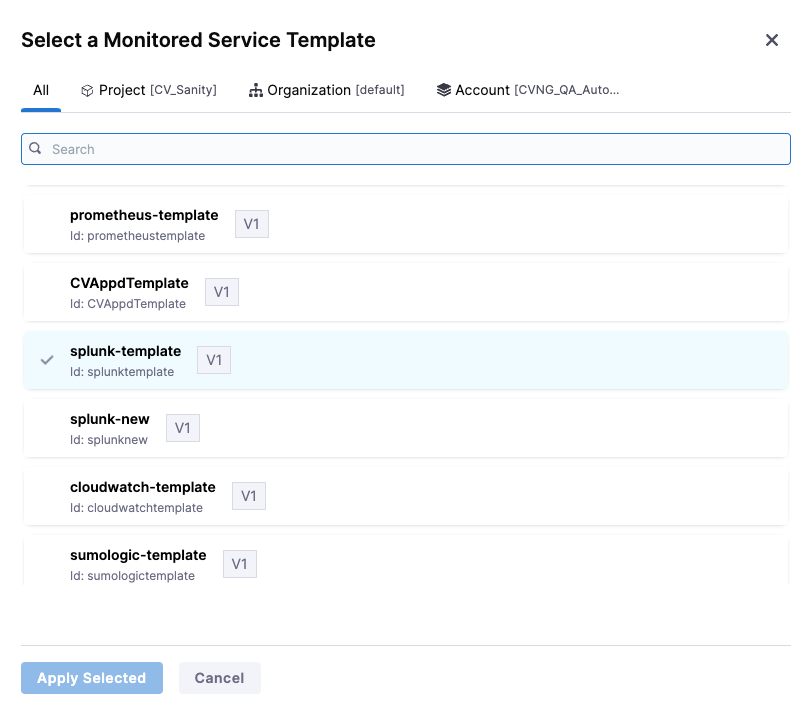 Select a Monitored Service Template
All Project [CV_Sanity] Organization [default] Account [CVNG_QA_Auto...
Search
prometheus-template V1
Id: prometheustemplate
CVAppdTemplate V1
Id: CVAppdTemplate
splunk-template V1
Id: splunktemplate
splunk-new V1
Id: splunknew
cloudwatch-template V1
Id: cloudwatchtemplate
sumologic-template V1
Id: sumologictemplate
Apply Selected Cancel